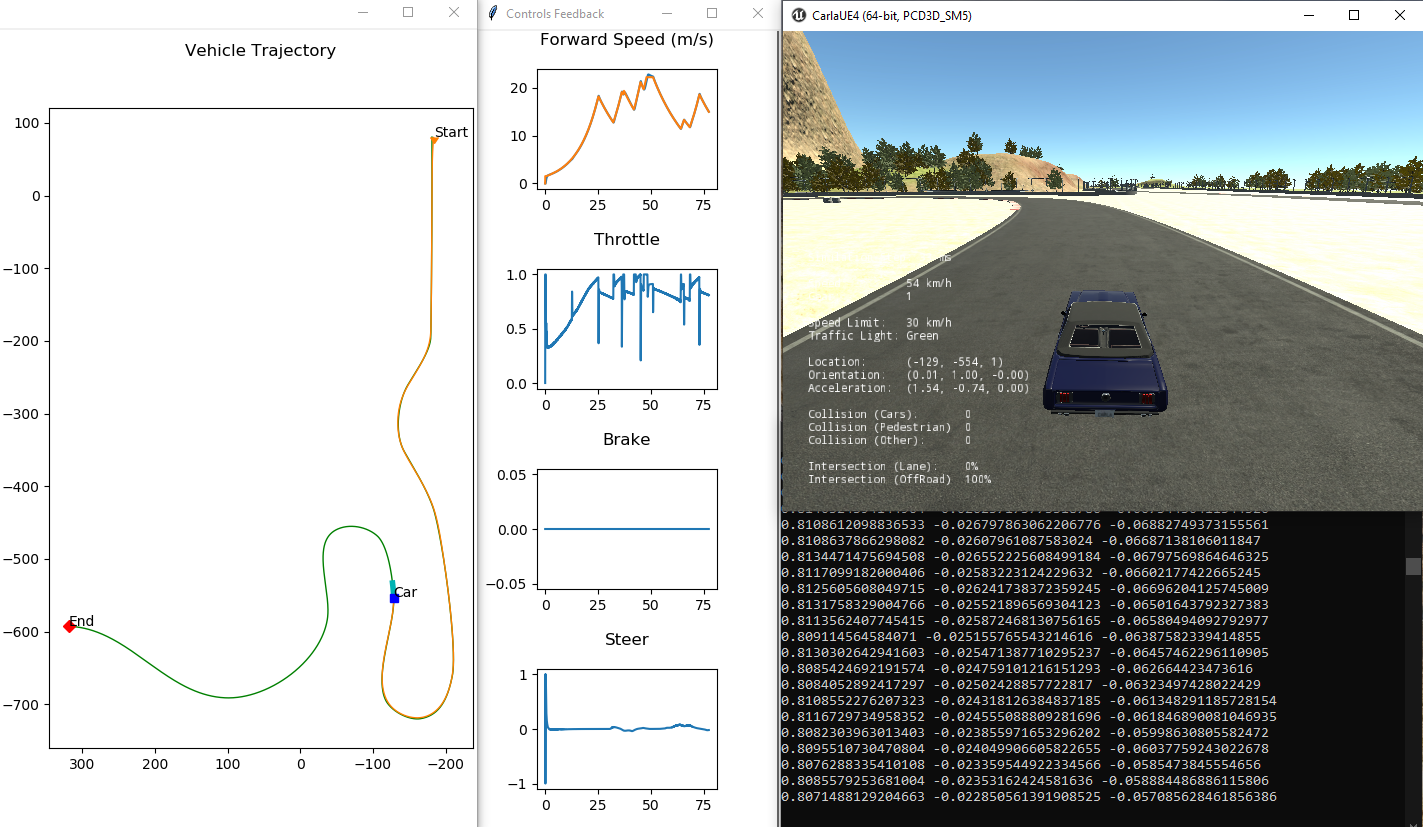 Vehicle Trajectory
100
0
−100
−200
−300
−400
−500
−600
−700
300
200
100
0
−100
−200
Start
Car
End
Controls Feedback
Forward Speed (m/s)
20
10
0
0
25
50
75
Throttle
1.0
0.5
0.0
0
25
50
75
Brake
0.05
0.00
−0.05
0
25
50
75
Steer
1
0
−1
0
25
50
75
CarlaUE4 (64-bit, PCD3D_SM5)
54 km/h
1
Speed Limit: 30 km/h
Traffic Light: Green
Location: (-129, -554, 1)
Orientation: (0.01, 1.00, -0.00)
Acceleration: (1.54, -0.74, 0.00)
Collision (Cars): 0
Collision (Pedestrian) 0
Collision (Other): 0
Intersection (Lane): 0%
Intersection (OffRoad) 100%
0.8108612098836533 -0.026797863062206776 -0.06882749373155561
0.8108637866298082 -0.02607961087583024 -0.06687138106011847
0.8134471475694508 -0.026552225608499184 -0.06797569864646325
0.8117099182000406 -0.02583223124229632 -0.06602177422665245
0.8125605608049715 -0.026241738372359245 -0.06696204125745009
0.8131758329004766 -0.025521896569304123 -0.06501643792327383
0.8113562407745415 -0.025872468130756165 -0.06580494092792977
0.809114564584071 -0.025155765543214616 -0.06387582339414855
0.8130302642941603 -0.025471387710295237 -0.06457462296110905
0.8085424692191574 -0.024759101216151293 -0.062664423473616
0.8084052892417297 -0.02502428857722817 -0.06323497428022429
0.810855227620732​3 -0.024318126384837185 -0.061348291185728154
0.8116729734958352 -0.024555088809281696 -0.061846890081046935
0.8082303963013403 -0.023855971653296202 -0.05998630805582472
0.8095510730470804 -0.024049906605822655 -0.06037759243022678
0.8076288335410108 -0.023359544922334566 -0.0585473845554656
0.8085579253681004 -0.02353162424581636 -0.058884486886115806
0.8071488129204663 -0.022850561391908525 -0.057085628461856386